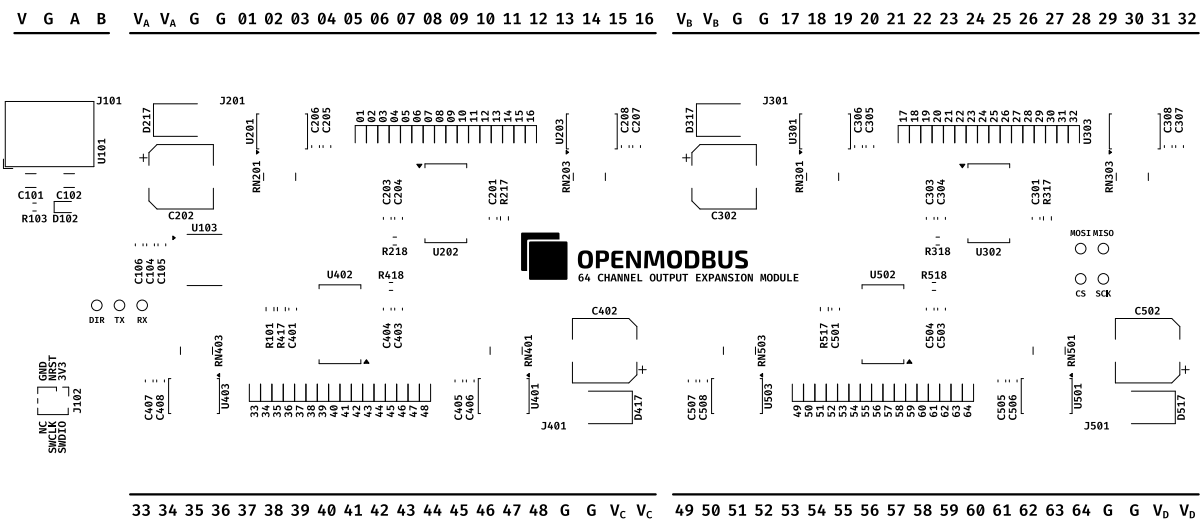 V G A B V_A V_A G G 01 02 03 04 05 06 07 08 09 10 11 12 13 14 15 16 V_B V_B G G 17 18 19 20 21 22 23 24 25 26 27 28 29 30 31 32
J101 D217 J201 U201 C206 C205 01 02 03 04 05 06 07 08 09 10 11 12 13 14 15 16 U203 C208 C207 D317 J301 U301 C306 C305 17 18 19 20 21 22 23 24 25 26 27 28 29 30 31 32 U303 C308 C307
U101 + RN201 RN203 + RN301 RN303
C101 C102 C203 C204 C201 R217 C303 C304 C301 R317
R103 D102 C202 C302
U103 MOSI MISO
R218 U202 R318 U302
OPENMODBUS
64 CHANNEL OUTPUT EXPANSION MODULE
C106 C104 C105 U402 R418 U502 R518
CS SCK
DIR TX RX C402 C502
R101 R417 C401 C404 C403 R517 C501 C504 C503
RN403 RN401 RN503 RN501
GND NRST 3V3 + +
J102 C407 C408 U403 33 34 35 36 37 38 39 40 41 42 43 44 45 46 47 48 C405 C406 U401 D417 C507 C508 U503 49 50 51 52 53 54 55 56 57 58 59 60 61 62 63 64 C505 C506 U501 D517
NC SWCLK SWDIO J401 J501
33 34 35 36 37 38 39 40 41 42 43 44 45 46 47 48 G G V_C V_C 49 50 51 52 53 54 55 56 57 58 59 60 61 62 63 64 G G V_D V_D